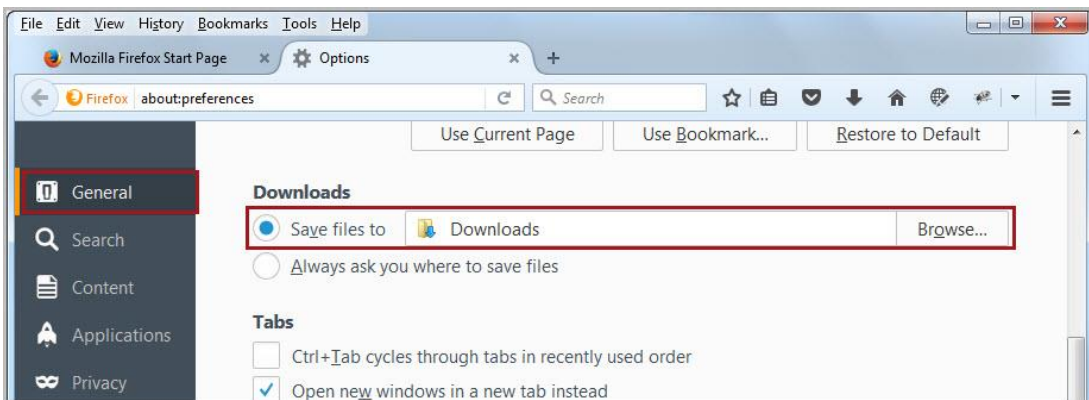 File Edit View History Bookmarks Tools Help
Mozilla Firefox Start Page × Options × +
Firefox about:preferences Search
Use Current Page Use Bookmark... Restore to Default
General
Downloads
Save files to Downloads Browse...
Search
Always ask you where to save files
Content
Tabs
Applications
Ctrl+Tab cycles through tabs in recently used order
Privacy
Open new windows in a new tab instead